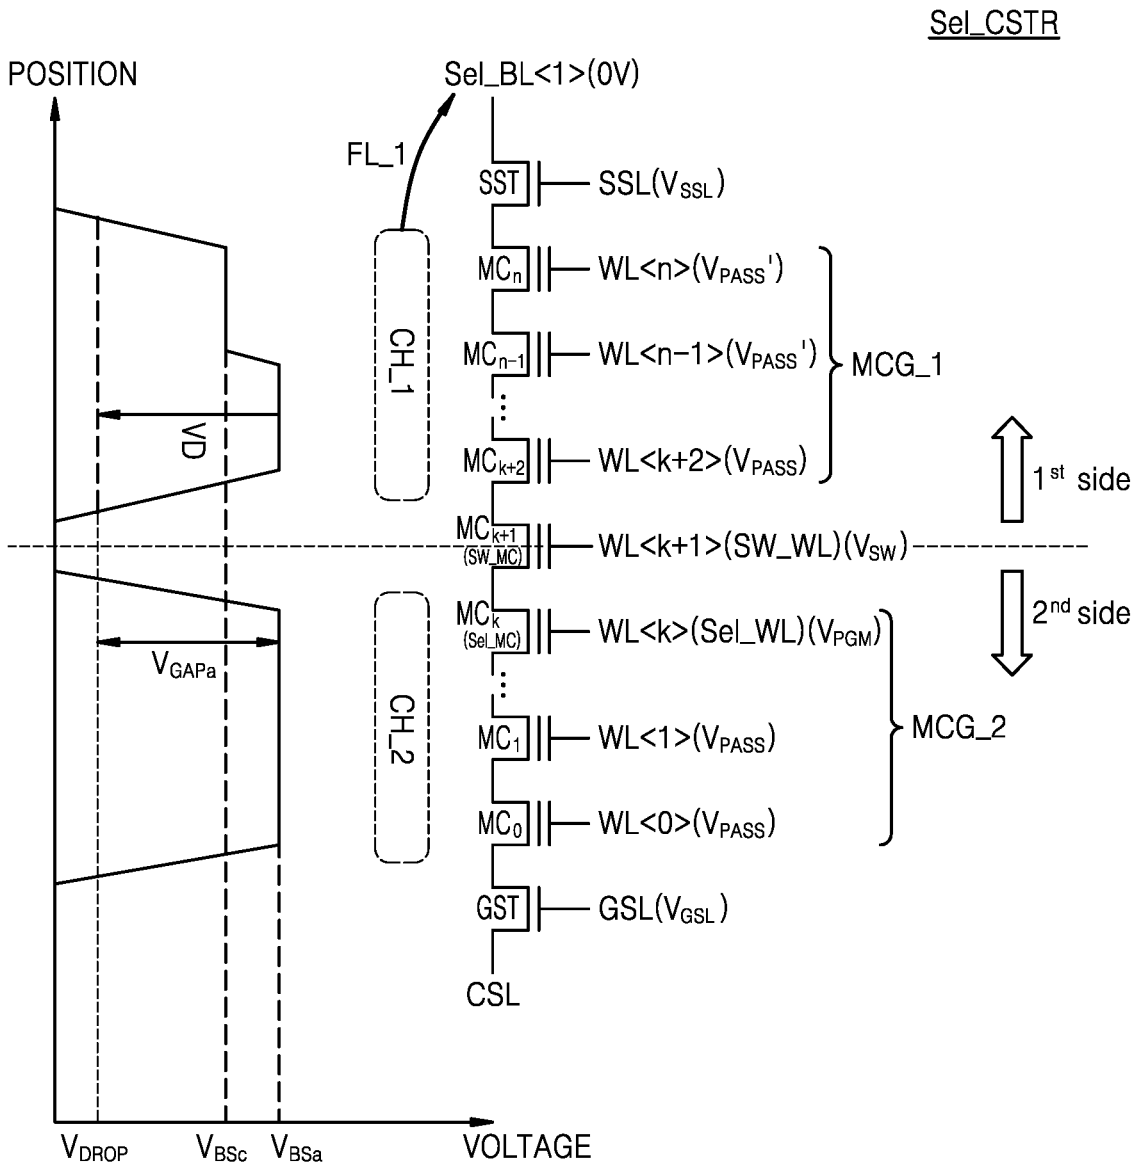 Sel_CSTR
POSITION
Sel_BL<1>(0V)
FL_1
SST
SSL(VSSL)
MCn
WL<n>(VPASS')
MCn-1
WL<n-1>(VPASS')
MCG_1
CH_1
VD
MCk+2
WL<k+2>(VPASS)
1st side
MCk+1
(SW_MC)
WL<k+1>(SW_WL)(VSW)
MCk
(Sel_MC)
WL<k>(Sel_WL)(VPGM)
2nd side
VGAPa
CH_2
MC1
WL<1>(VPASS)
MCG_2
MC0
WL<0>(VPASS)
GST
GSL(VGSL)
CSL
VDROP
VBSc
VBSa
VOLTAGE